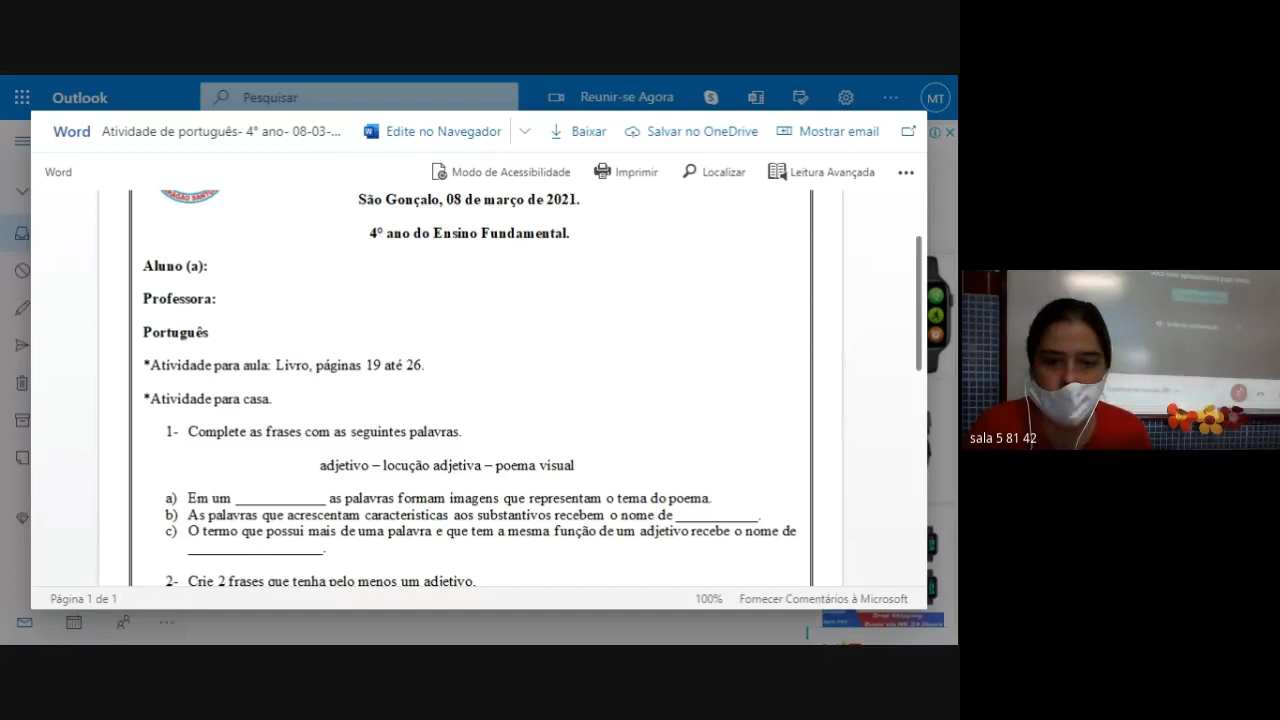 Outlook
Pesquisar
Reunir-se Agora
MT
Word
Atividade de português- 4° ano- 08-03-...
Edite no Navegador
Baixar
Salvar no OneDrive
Mostrar email
Word
Modo de Acessibilidade
Imprimir
Localizar
Leitura Avançada
São Gonçalo, 08 de março de 2021.
4° ano do Ensino Fundamental.
Aluno (a):
Professora:
Português
*Atividade para aula: Livro, páginas 19 até 26.
*Atividade para casa.
1- Complete as frases com as seguintes palavras.
adjetivo – locução adjetiva – poema visual
a) Em um _____________ as palavras formam imagens que representam o tema do poema.
b) As palavras que acrescentam características aos substantivos recebem o nome de ____________.
c) O termo que possui mais de uma palavra e que tem a mesma função de um adjetivo recebe o nome de
___________________.
2- Crie 2 frases que tenha pelo menos um adjetivo.
Página 1 de 1
100%
Fornecer Comentários à Microsoft
sala 5 81 42